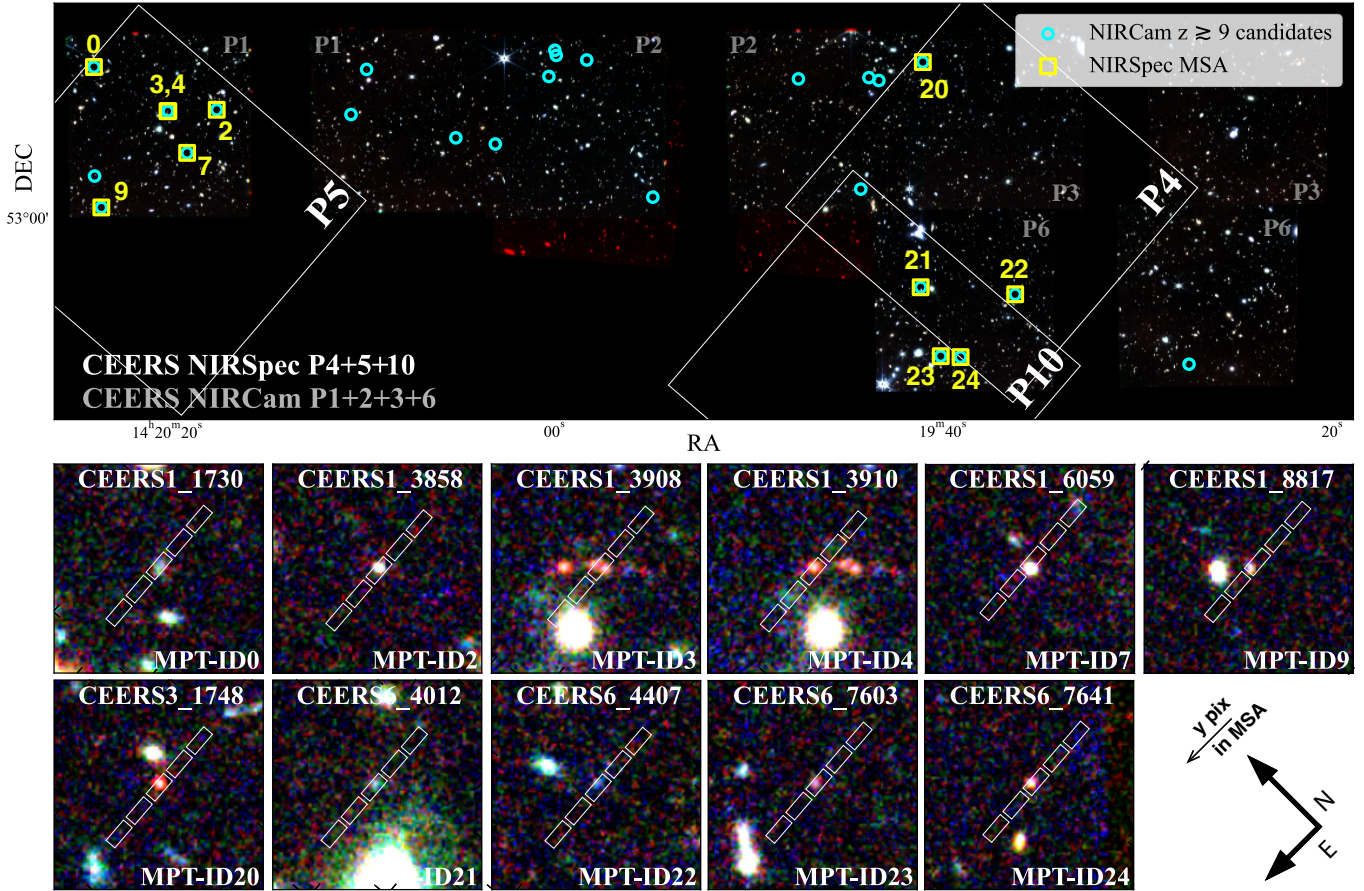 P1
P1
P2
P2
NIRCam z ≳ 9 candidates
NIRSpec MSA
0
3,4
2
7
9
20
P5
P4
P3
P3
P6
P6
21
22
23
24
P10
DEC
53°00'
CEERS NIRSpec P4+5+10
CEERS NIRCam P1+2+3+6
14ʰ20ᵐ20ˢ
00ˢ
19ᵐ40ˢ
20ˢ
RA
CEERS1_1730
MPT-ID0
CEERS1_3858
MPT-ID2
CEERS1_3908
MPT-ID3
CEERS1_3910
MPT-ID4
CEERS1_6059
MPT-ID7
CEERS1_8817
MPT-ID9
CEERS3_1748
MPT-ID20
CEERS6_4012
MPT-ID21
CEERS6_4407
MPT-ID22
CEERS6_7603
MPT-ID23
CEERS6_7641
MPT-ID24
y pix
in MSA
N
E